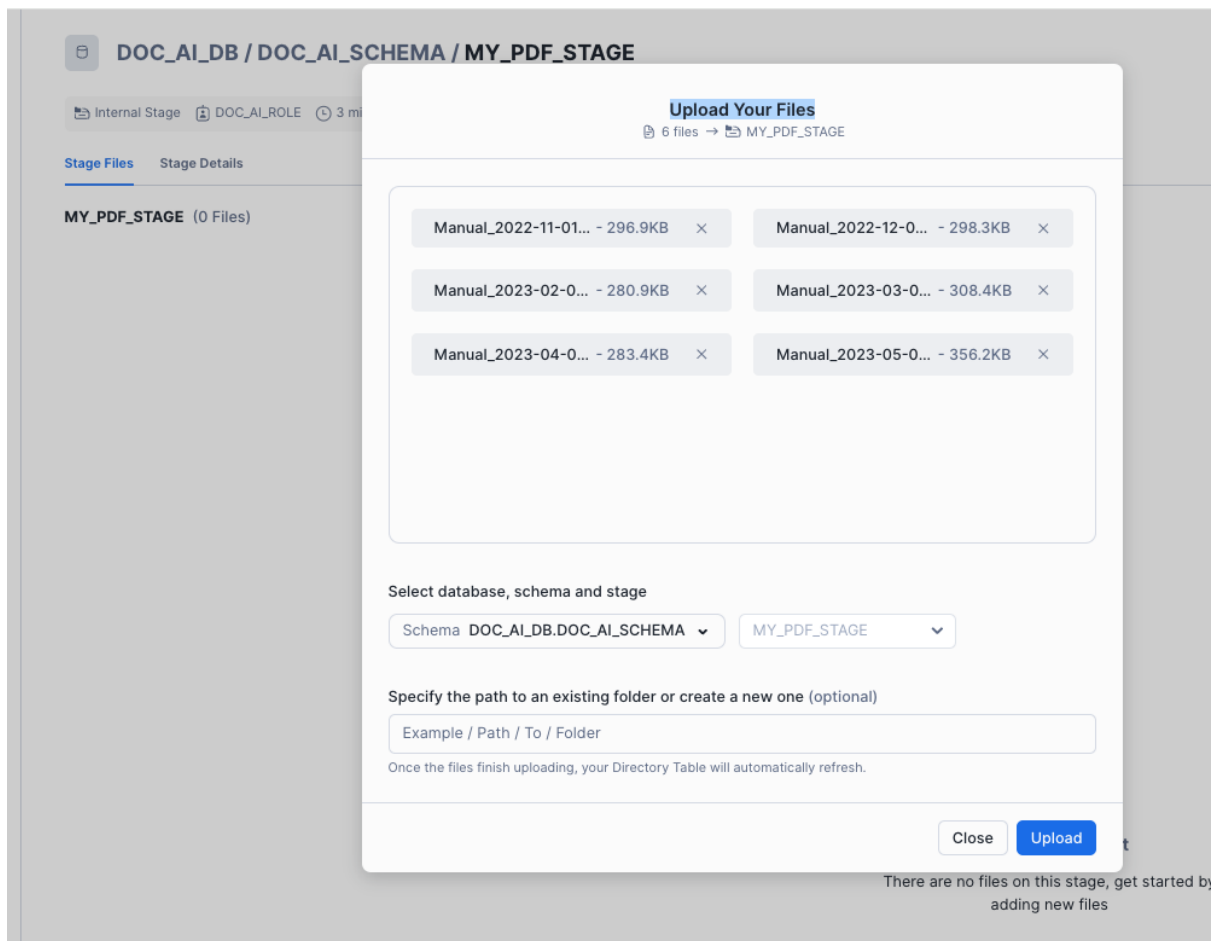 DOC_AI_DB / DOC_AI_SCHEMA / MY_PDF_STAGE
Internal Stage DOC_AI_ROLE 3 mi
Stage Files Stage Details
MY_PDF_STAGE (0 Files)
Upload Your Files
6 files → MY_PDF_STAGE
Manual_2022-11-01... - 296.9KB Manual_2022-12-0... - 298.3KB
Manual_2023-02-0... - 280.9KB Manual_2023-03-0... - 308.4KB
Manual_2023-04-0... - 283.4KB Manual_2023-05-0... - 356.2KB
Select database, schema and stage
Schema DOC_AI_DB.DOC_AI_SCHEMA MY_PDF_STAGE
Specify the path to an existing folder or create a new one (optional)
Example / Path / To / Folder
Once the files finish uploading, your Directory Table will automatically refresh.
Close Upload
There are no files on this stage, get started by
adding new files